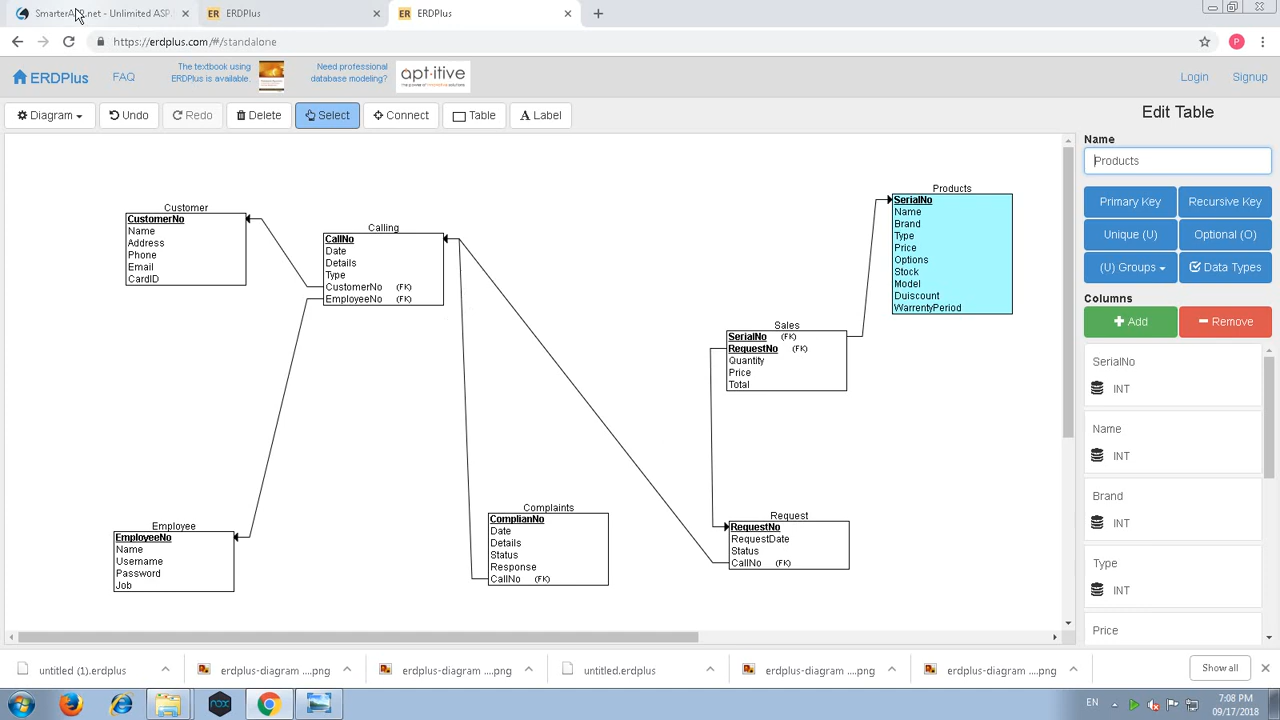 SmarterASP.net - Unlimited ASP.
ERDPlus
ERDPlus
https://erdplus.com/#/standalone
ERDPlus
FAQ
The textbook using
ERDPlus is available.
Need professional
database modeling?
apt·itive
Login
Signup
Diagram
Undo
Redo
Delete
Select
Connect
Table
Label
Edit Table
Name
Products
Primary Key
Recursive Key
Unique (U)
Optional (O)
(U) Groups
Data Types
Columns
Add
Remove
SerialNo
INT
Name
INT
Brand
INT
Type
INT
Price
Customer
CustomerNo
Name
Address
Phone
Email
CardID
Calling
CallNo
Date
Details
Type
CustomerNo (FK)
EmployeeNo (FK)
Products
SerialNo
Name
Brand
Type
Price
Options
Stock
Model
Duiscount
WarrentyPeriod
Sales
SerialNo (FK)
RequestNo (FK)
Quantity
Price
Total
Employee
EmployeeNo
Name
Username
Password
Job
Complaints
ComplianNo
Date
Details
Status
Response
CallNo (FK)
Request
RequestNo
RequestDate
Status
CallNo (FK)
untitled (1).erdplus
erdplus-diagram ....png
erdplus-diagram ....png
untitled.erdplus
erdplus-diagram ....png
erdplus-diagram ....png
Show all
nox
EN
7:08 PM
09/17/2018